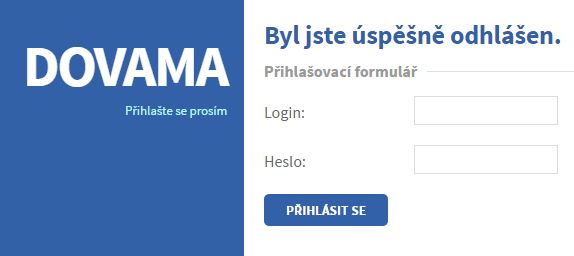 DOVAMA
Přihlašte se prosím
Byl jste úspěšně odhlášen.
Přihlašovací formulář
Login:
Heslo:
PŘIHLÁSIT SE